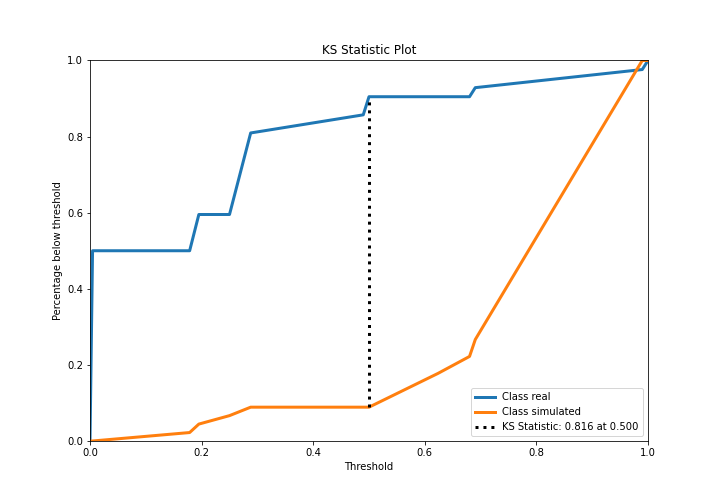 KS Statistic Plot
1.0
0.8
0.6
0.4
0.2
0.0
Percentage below threshold
Class real
Class simulated
KS Statistic: 0.816 at 0.500
0.0 0.2 0.4 0.6 0.8 1.0
Threshold